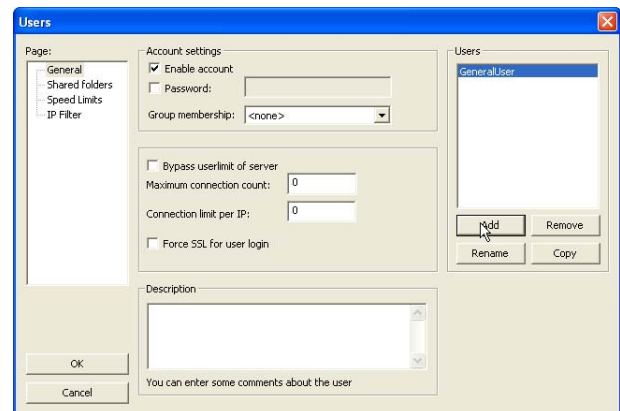 Users
Page:
General
Shared folders
Speed Limits
IP Filter
Account settings
Enable account
Password:
Group membership: <none>
Bypass userlimit of server
Maximum connection count: 0
Connection limit per IP: 0
Force SSL for user login
Description
You can enter some comments about the user
Users
GeneralUser
Add Remove
Rename Copy
OK
Cancel